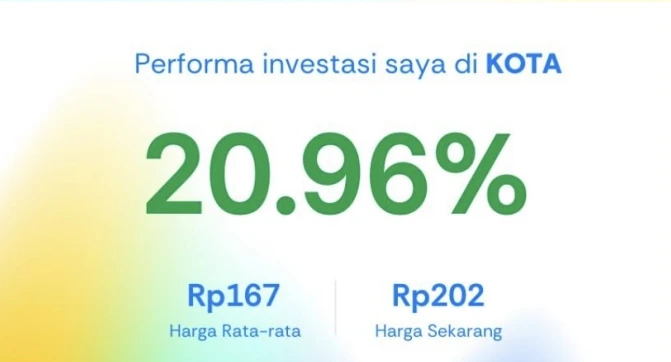 Performa investasi saya di KOTA
20.96%
Rp167
Rp202
Harga Rata-rata
Harga Sekarang